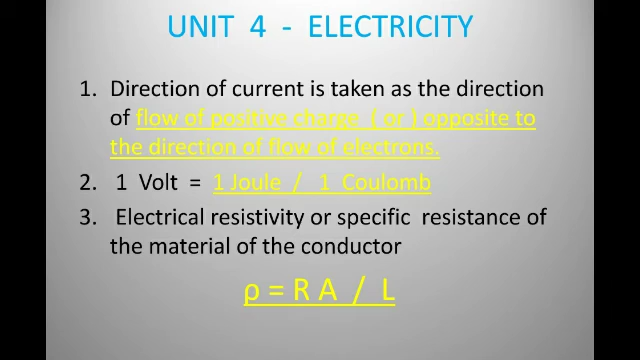 UNIT 4 - ELECTRICITY
1. Direction of current is taken as the direction
of flow of positive charge ( or ) opposite to
the direction of flow of electrons.
2. 1 Volt = 1 Joule / 1 Coulomb
3. Electrical resistivity or specific resistance of
the material of the conductor
ρ = R A / L